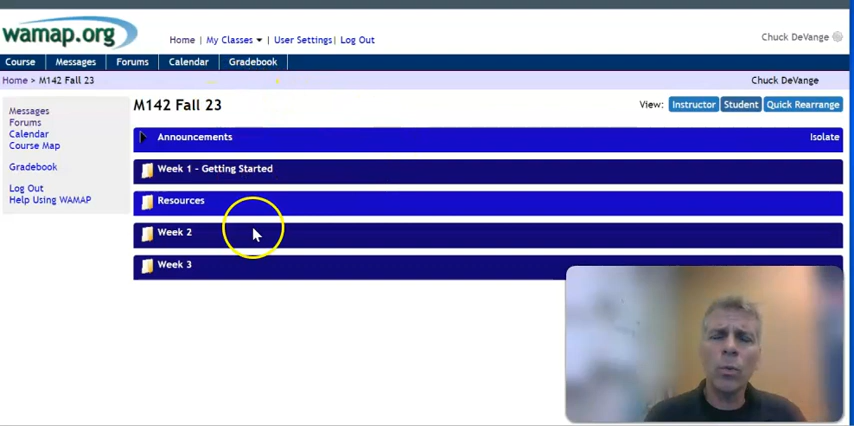 wamap.org
Home | My Classes | User Settings| Log Out
Chuck DeVange
Course Messages Forums Calendar Gradebook
Home > M142 Fall 23
Chuck DeVange
Messages
Forums
Calendar
Course Map
Gradebook
Log Out
Help Using WAMAP
M142 Fall 23
View: Instructor Student Quick Rearrange
Announcements
Isolate
Week 1 - Getting Started
Resources
Week 2
Week 3